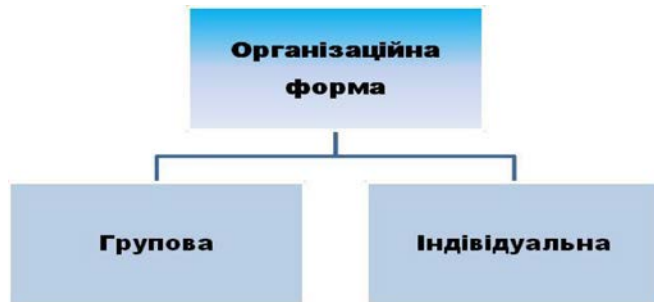 Організаційна
форма
Групова
Індивідуальна